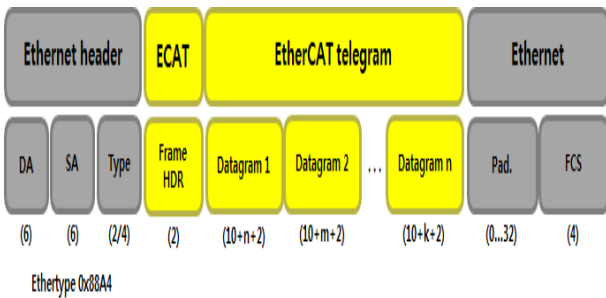 Ethernet header ECAT EtherCAT telegram Ethernet
DA SA Type Frame HDR Datagram 1 Datagram 2 ... Datagram n Pad. FCS
(6) (6) (2/4) (2) (10+n+2) (10+m+2) (10+k+2) (0...32) (4)
Ethertype 0x88A4